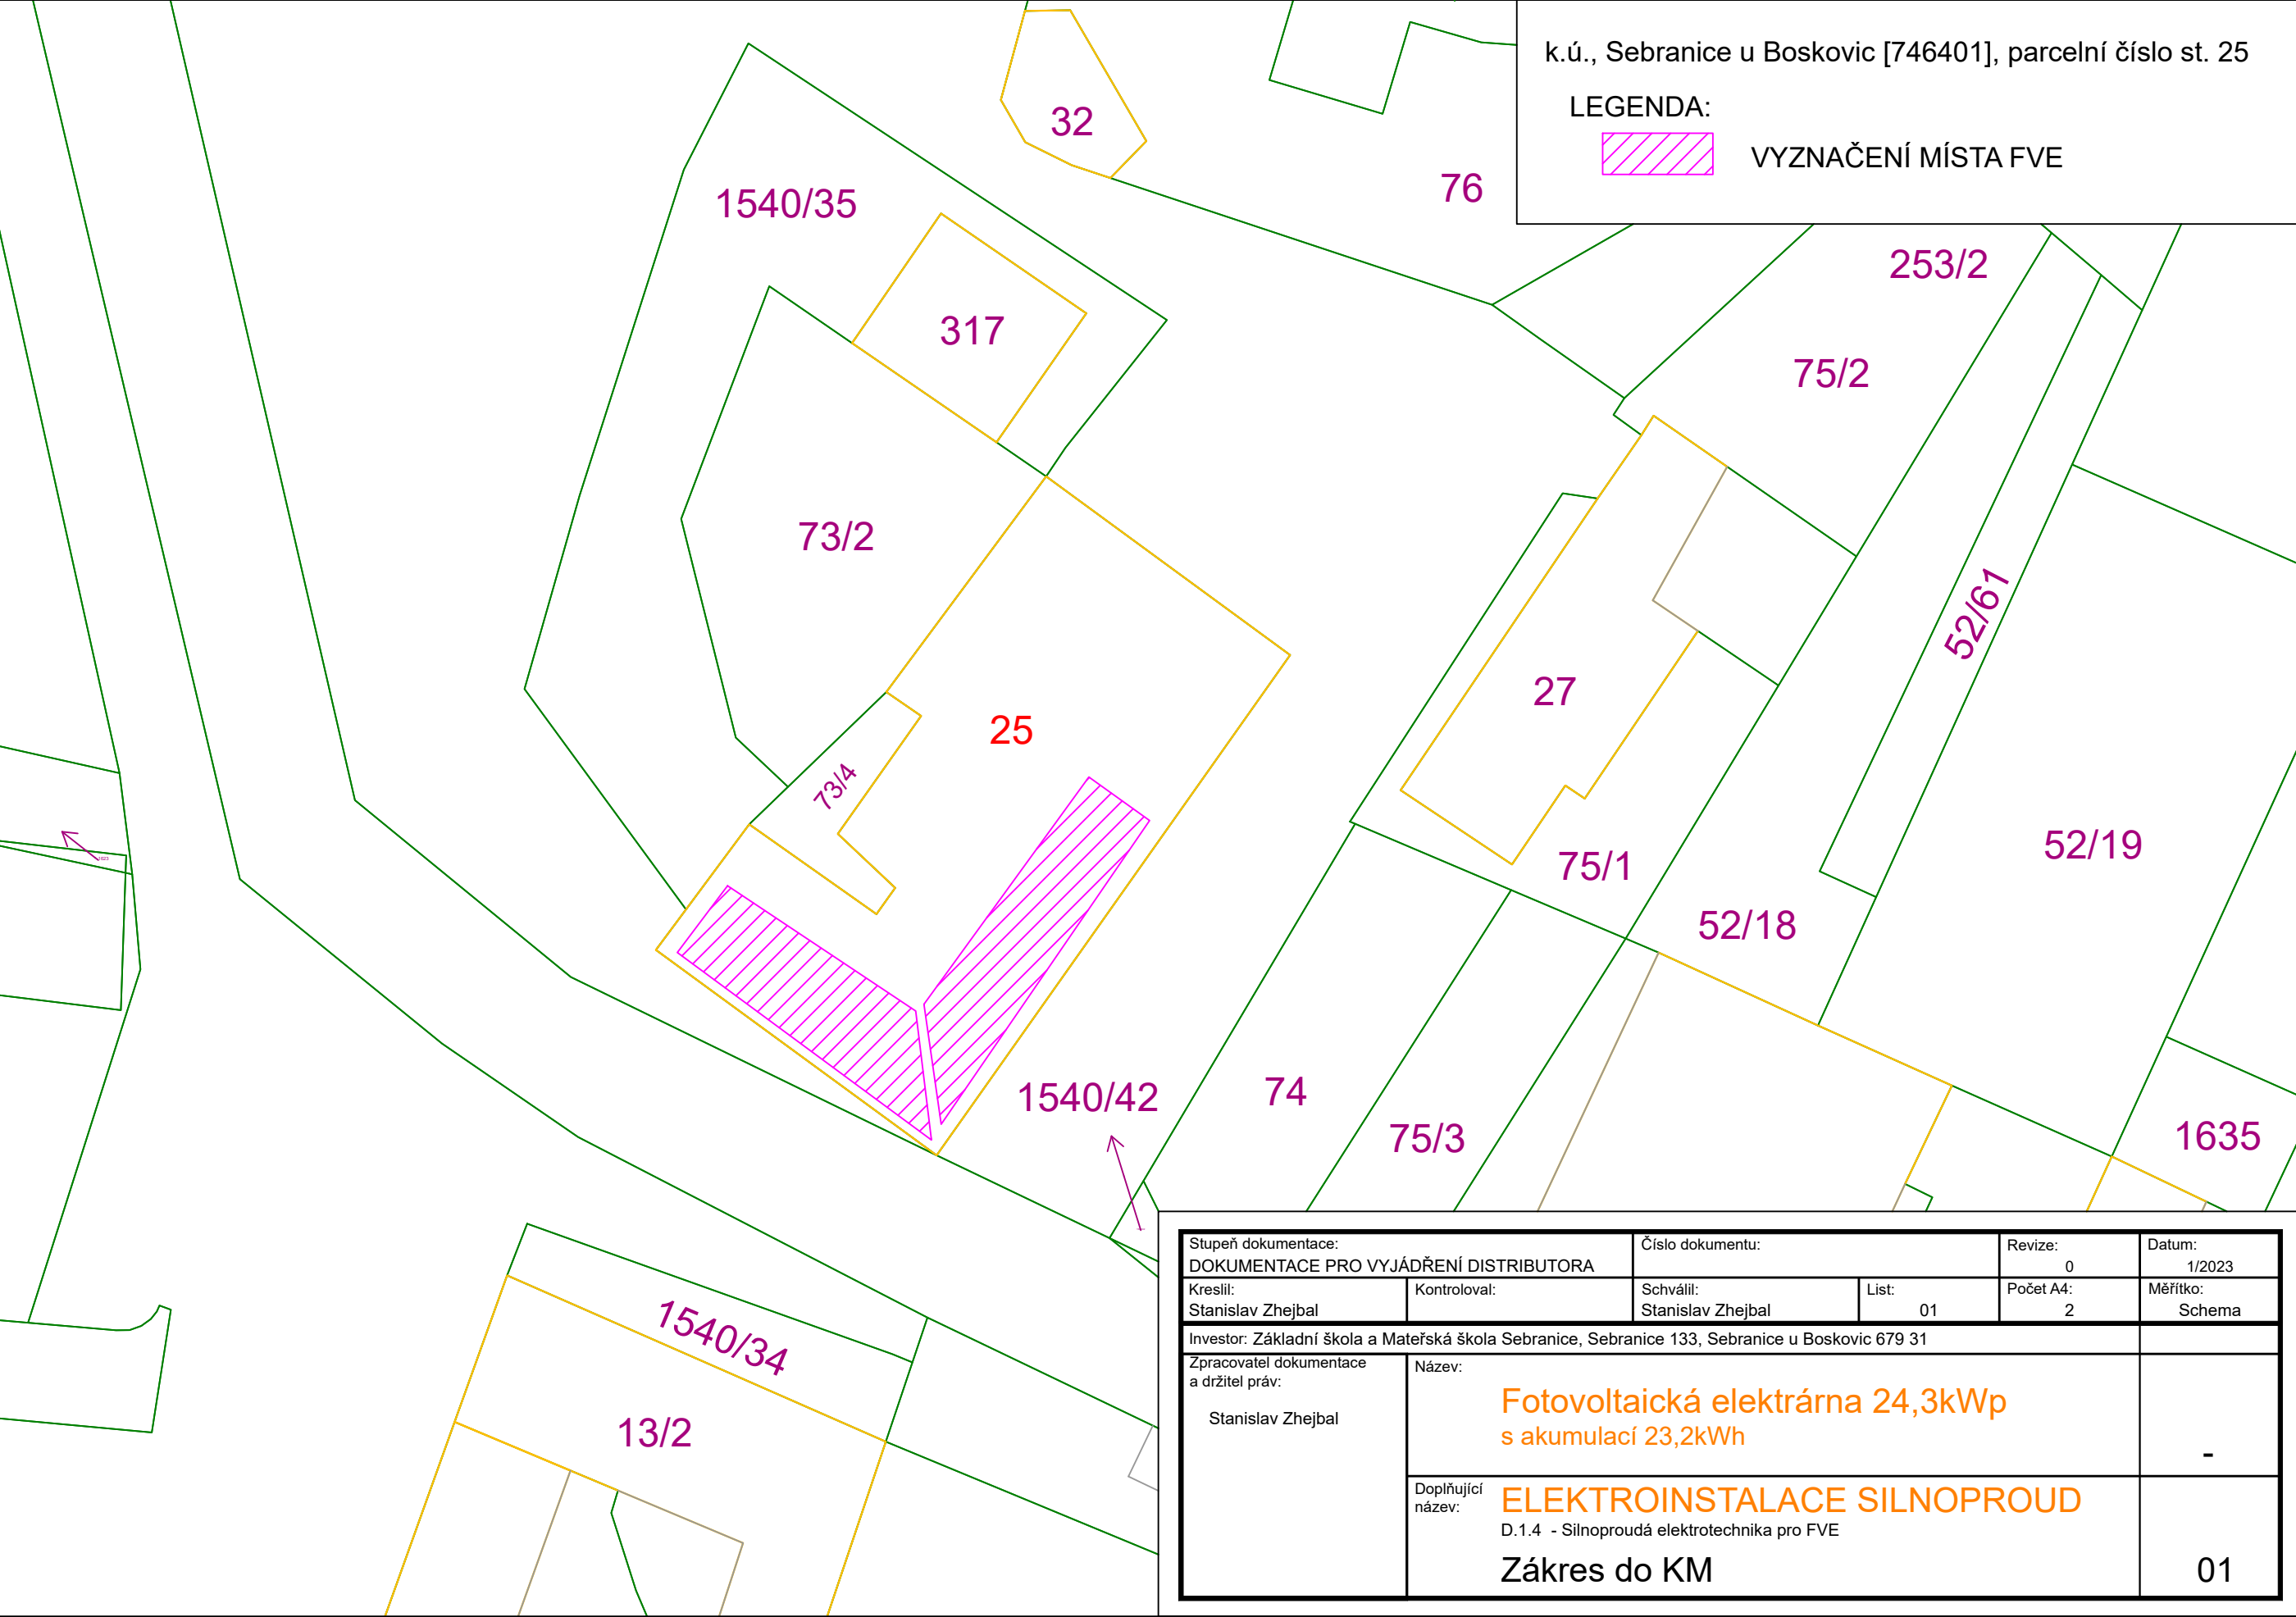 k.ú., Sebranice u Boskovic [746401], parcelní číslo st. 25
LEGENDA:
VYZNAČENÍ MÍSTA FVE
32
76
1540/35
253/2
317
75/2
73/2
52/61
27
25
73/4
52/19
75/1
52/18
1540/42
74
75/3
1635
1540/34
13/2
Stupeň dokumentace:
DOKUMENTACE PRO VYJÁDŘENÍ DISTRIBUTORA
Číslo dokumentu:
Revize:
0
Datum:
1/2023
Kreslil:
Stanislav Zhejbal
Kontroloval:
Schválil:
Stanislav Zhejbal
List:
01
Počet A4:
2
Měřítko:
Schema
Investor: Základní škola a Mateřská škola Sebranice, Sebranice 133, Sebranice u Boskovic 679 31
Zpracovatel dokumentace
a držitel práv:
Stanislav Zhejbal
Název:
Fotovoltaická elektrárna 24,3kWp
s akumulací 23,2kWh
-
Doplňující
název:
ELEKTROINSTALACE SILNOPROUD
D.1.4 - Silnoproudá elektrotechnika pro FVE
Zákres do KM
01